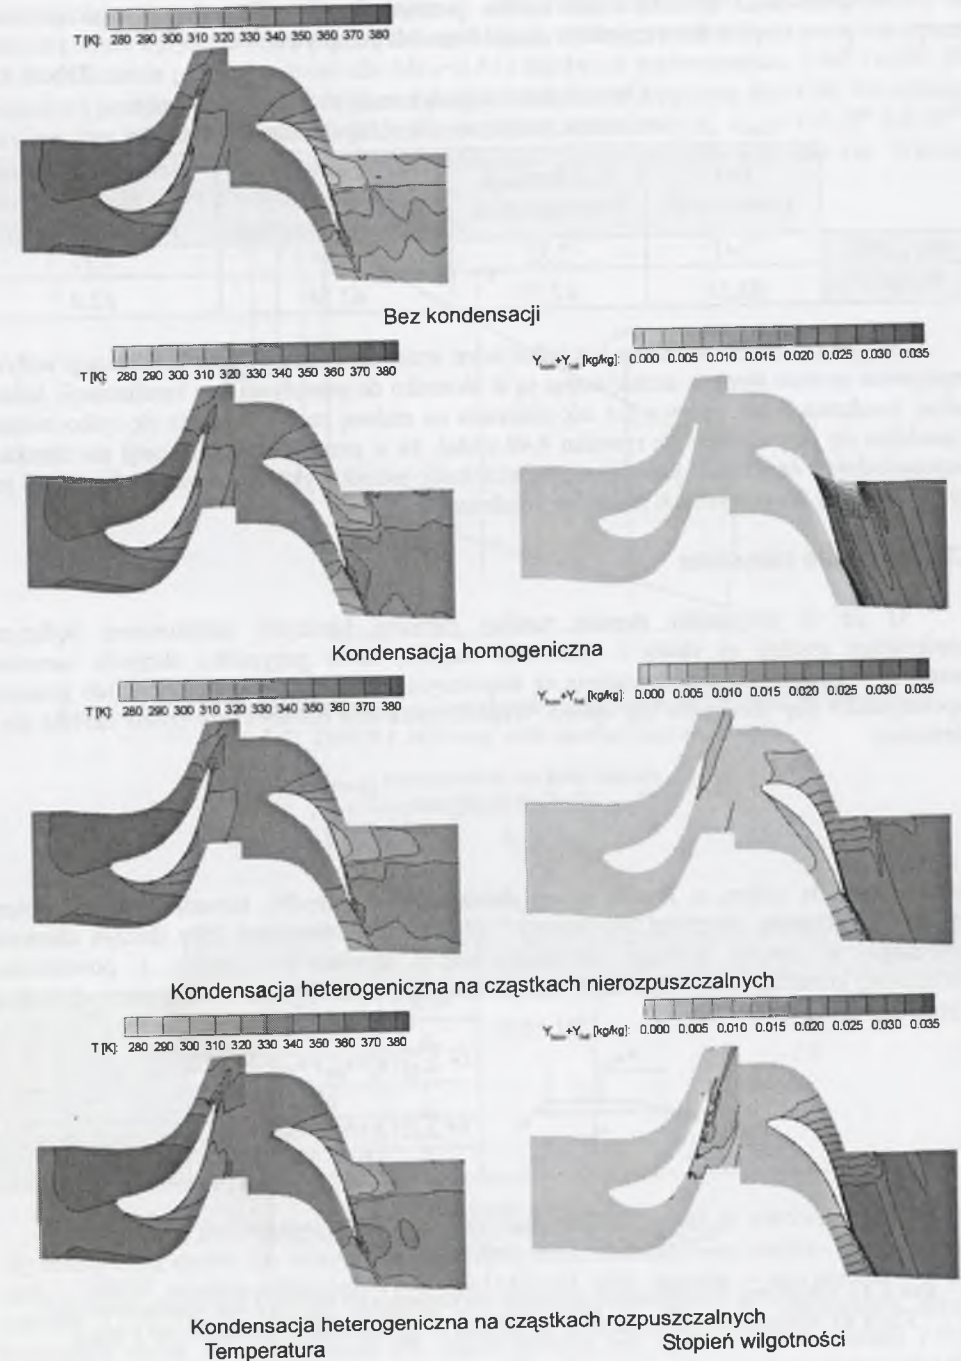 T [K]: 280 290 300 310 320 330 340 350 360 370 380
Bez kondensacji
T [K]: 280 290 300 310 320 330 340 350 360 370 380
Yhom+Yhet [kg/kg]: 0.000 0.005 0.010 0.015 0.020 0.025 0.030 0.035
Kondensacja homogeniczna
T [K]: 280 290 300 310 320 330 340 350 360 370 380
Yhom+Yhet [kg/kg]: 0.000 0.005 0.010 0.015 0.020 0.025 0.030 0.035
Kondensacja heterogeniczna na cząstkach nierozpuszczalnych
T [K]: 280 290 300 310 320 330 340 350 360 370 380
Yhom+Yhet [kg/kg]: 0.000 0.005 0.010 0.015 0.020 0.025 0.030 0.035
Kondensacja heterogeniczna na cząstkach rozpuszczalnych
Temperatura
Stopień wilgotności